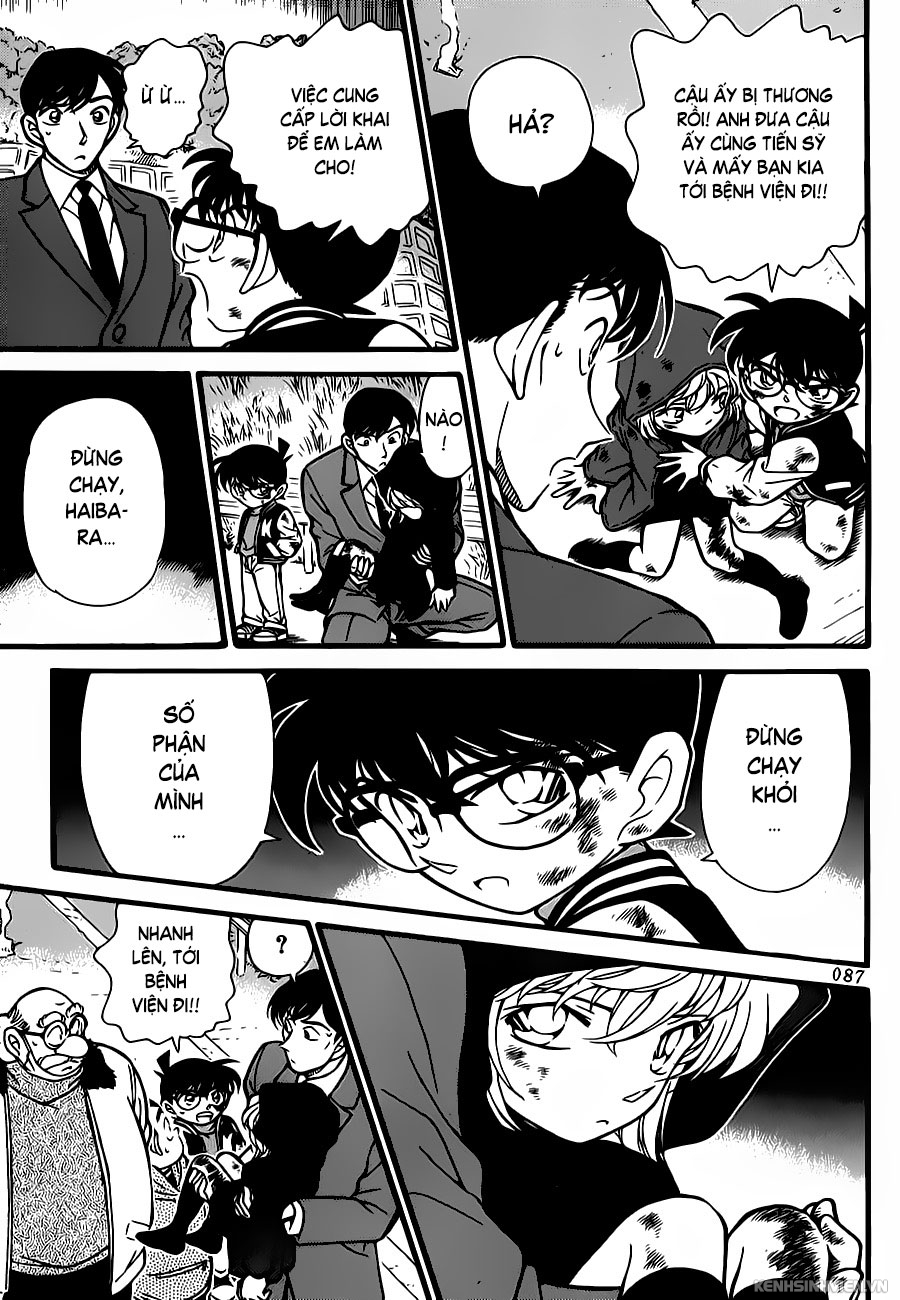 CẬU ẤY BỊ THƯƠNG
RỒI! ANH ĐƯA CẬU
ẤY CÙNG TIẾN SỸ
VÀ MẤY BẠN KIA
TỚI BỆNH VIỆN ĐI!!
HẢ?
VIỆC CUNG
CẤP LỜI KHAI
ĐỂ EM LÀM
CHO!
Ừ Ừ...
NÀO
!
ĐỪNG
CHẠY,
HAIBA-
RA...
ĐỪNG
CHẠY
KHỎI
...
SỐ
PHẬN
CỦA
MÌNH
...
087
?
NHANH
LÊN, TỚI
BỆNH
VIỆN ĐI!!